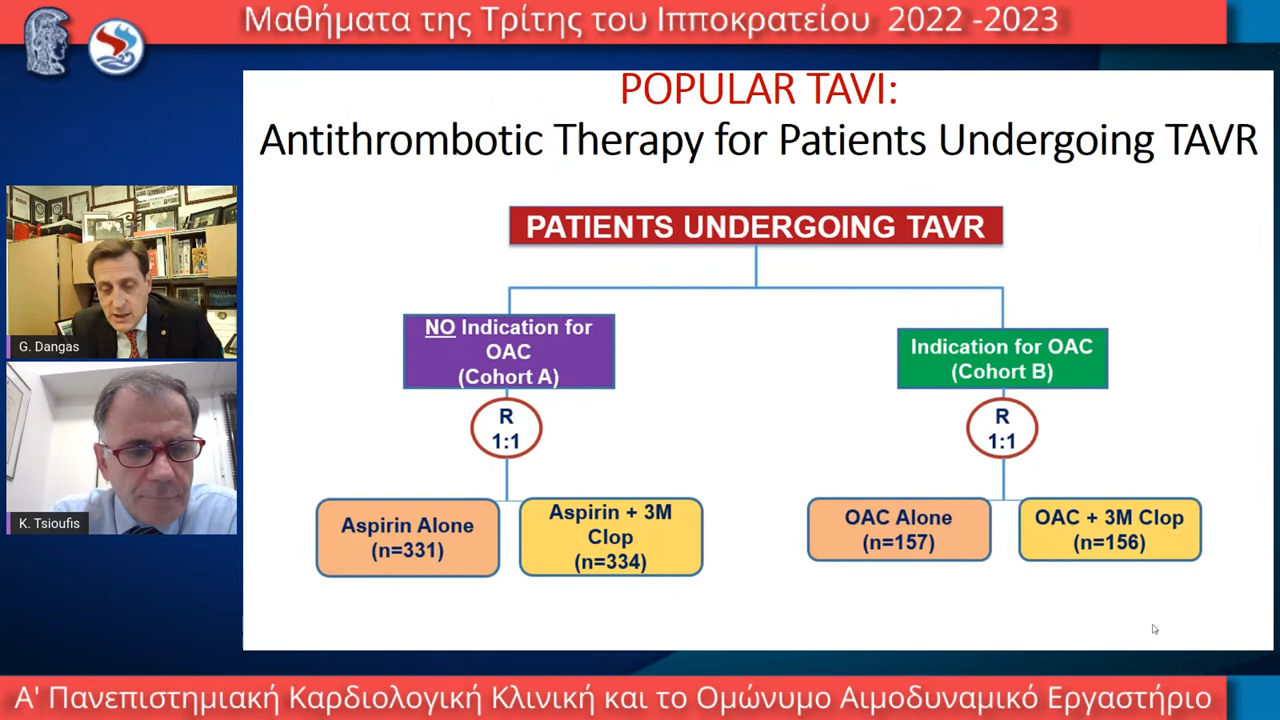 Μαθήματα της Τρίτης του Ιπποκρατείου 2022 -2023
POPULAR TAVI:
Antithrombotic Therapy for Patients Undergoing TAVR
PATIENTS UNDERGOING TAVR
NO Indication for
OAC
(Cohort A)
Indication for OAC
(Cohort B)
R
1:1
R
1:1
Aspirin Alone
(n=331)
Aspirin + 3M
Clop
(n=334)
OAC Alone
(n=157)
OAC + 3M Clop
(n=156)
G. Dangas
K. Tsioufis
Α' Πανεπιστημιακή Καρδιολογική Κλινική και το Ομώνυμο Αιμοδυναμικό Εργαστήριο